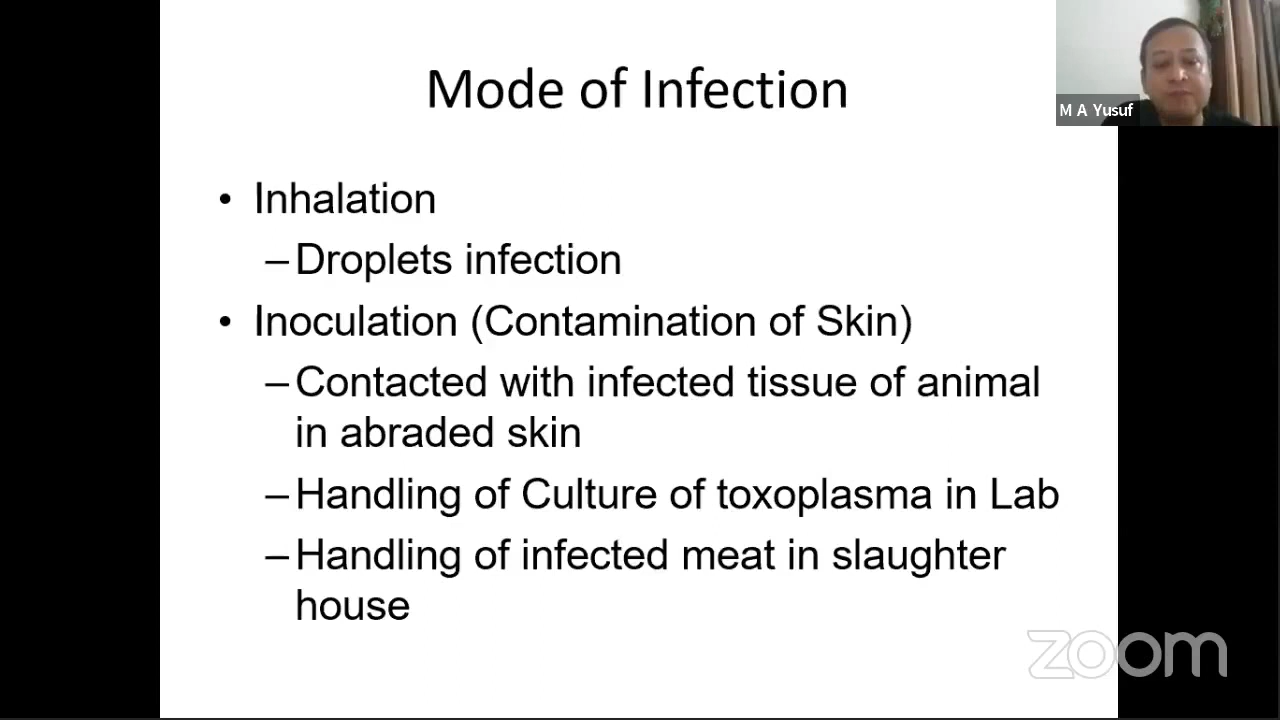 Mode of Infection
M A Yusuf
• Inhalation
– Droplets infection
• Inoculation (Contamination of Skin)
– Contacted with infected tissue of animal
in abraded skin
– Handling of Culture of toxoplasma in Lab
– Handling of infected meat in slaughter
house
zoom